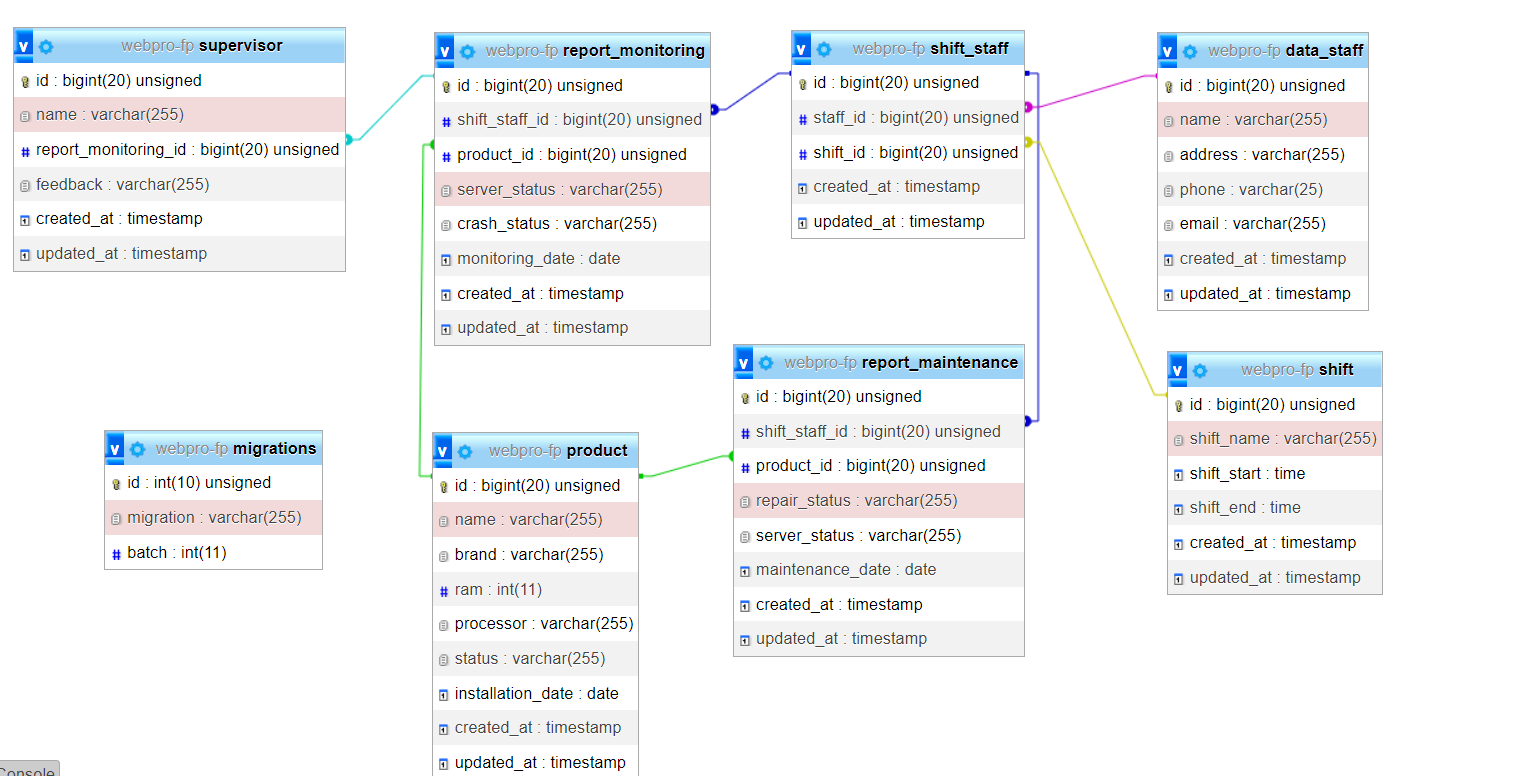 webpro-fp supervisor
id : bigint(20) unsigned
name : varchar(255)
report_monitoring_id : bigint(20) unsigned
feedback : varchar(255)
created_at : timestamp
updated_at : timestamp
webpro-fp report_monitoring
id : bigint(20) unsigned
shift_staff_id : bigint(20) unsigned
product_id : bigint(20) unsigned
server_status : varchar(255)
crash_status : varchar(255)
monitoring_date : date
created_at : timestamp
updated_at : timestamp
webpro-fp shift_staff
id : bigint(20) unsigned
staff_id : bigint(20) unsigned
shift_id : bigint(20) unsigned
created_at : timestamp
updated_at : timestamp
webpro-fp data_staff
id : bigint(20) unsigned
name : varchar(255)
address : varchar(255)
phone : varchar(25)
email : varchar(255)
created_at : timestamp
updated_at : timestamp
webpro-fp migrations
id : int(10) unsigned
migration : varchar(255)
batch : int(11)
webpro-fp product
id : bigint(20) unsigned
name : varchar(255)
brand : varchar(255)
ram : int(11)
processor : varchar(255)
status : varchar(255)
installation_date : date
created_at : timestamp
updated_at : timestamp
webpro-fp report_maintenance
id : bigint(20) unsigned
shift_staff_id : bigint(20) unsigned
product_id : bigint(20) unsigned
repair_status : varchar(255)
server_status : varchar(255)
maintenance_date : date
created_at : timestamp
updated_at : timestamp
webpro-fp shift
id : bigint(20) unsigned
shift_name : varchar(255)
shift_start : time
shift_end : time
created_at : timestamp
updated_at : timestamp
Console